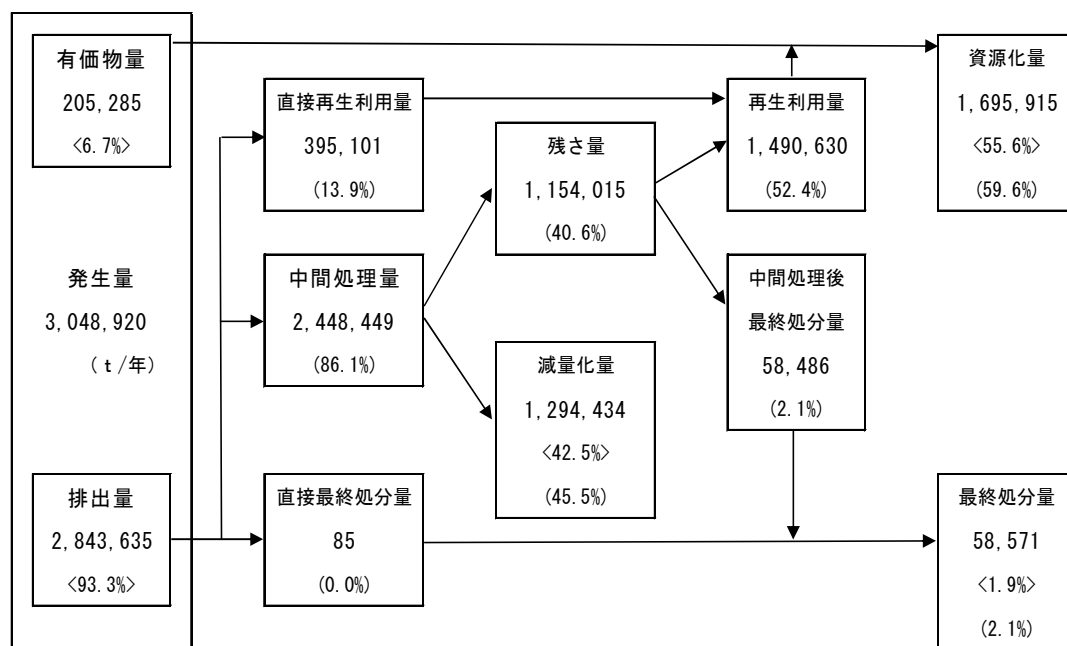 有価物量
205,285
<6.7%>
発生量
3,048,920
(t/年)
排出量
2,843,635
<93.3%>
直接再生利用量
395,101
(13.9%)
中間処理量
2,448,449
(86.1%)
直接最終処分量
85
(0.0%)
残さ量
1,154,015
(40.6%)
減量化量
1,294,434
<42.5%>
(45.5%)
再生利用量
1,490,630
(52.4%)
中間処理後
最終処分量
58,486
(2.1%)
資源化量
1,695,915
<55.6%>
(59.6%)
最終処分量
58,571
<1.9%>
(2.1%)